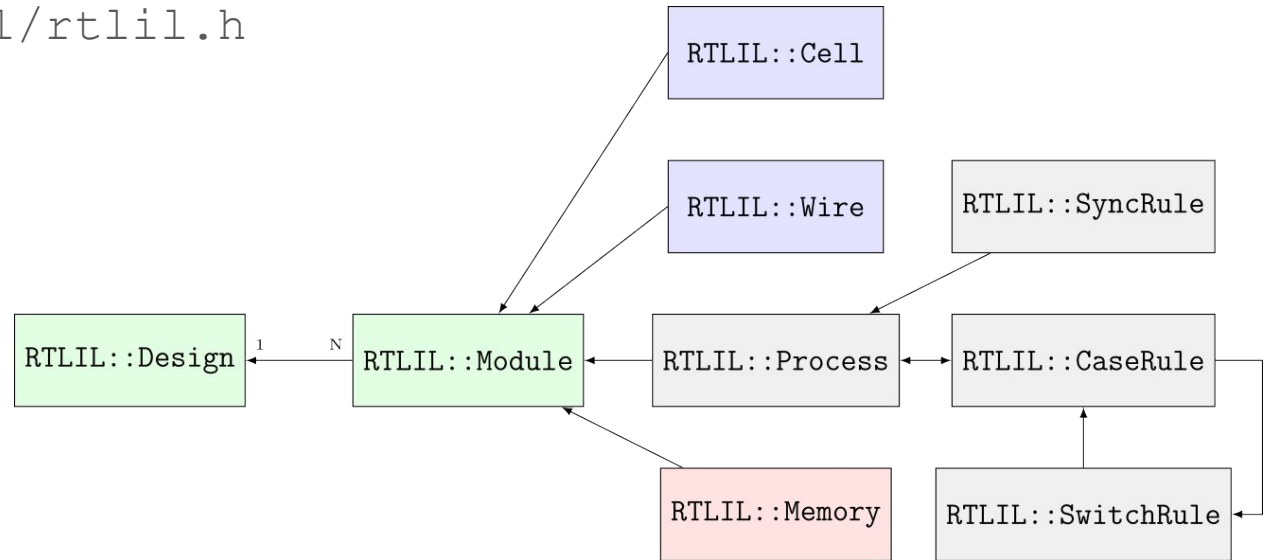 /rtlil.h
RTLIL::Cell
RTLIL::Wire
RTLIL::SyncRule
RTLIL::Design
1
N
RTLIL::Module
RTLIL::Process
RTLIL::CaseRule
RTLIL::Memory
RTLIL::SwitchRule